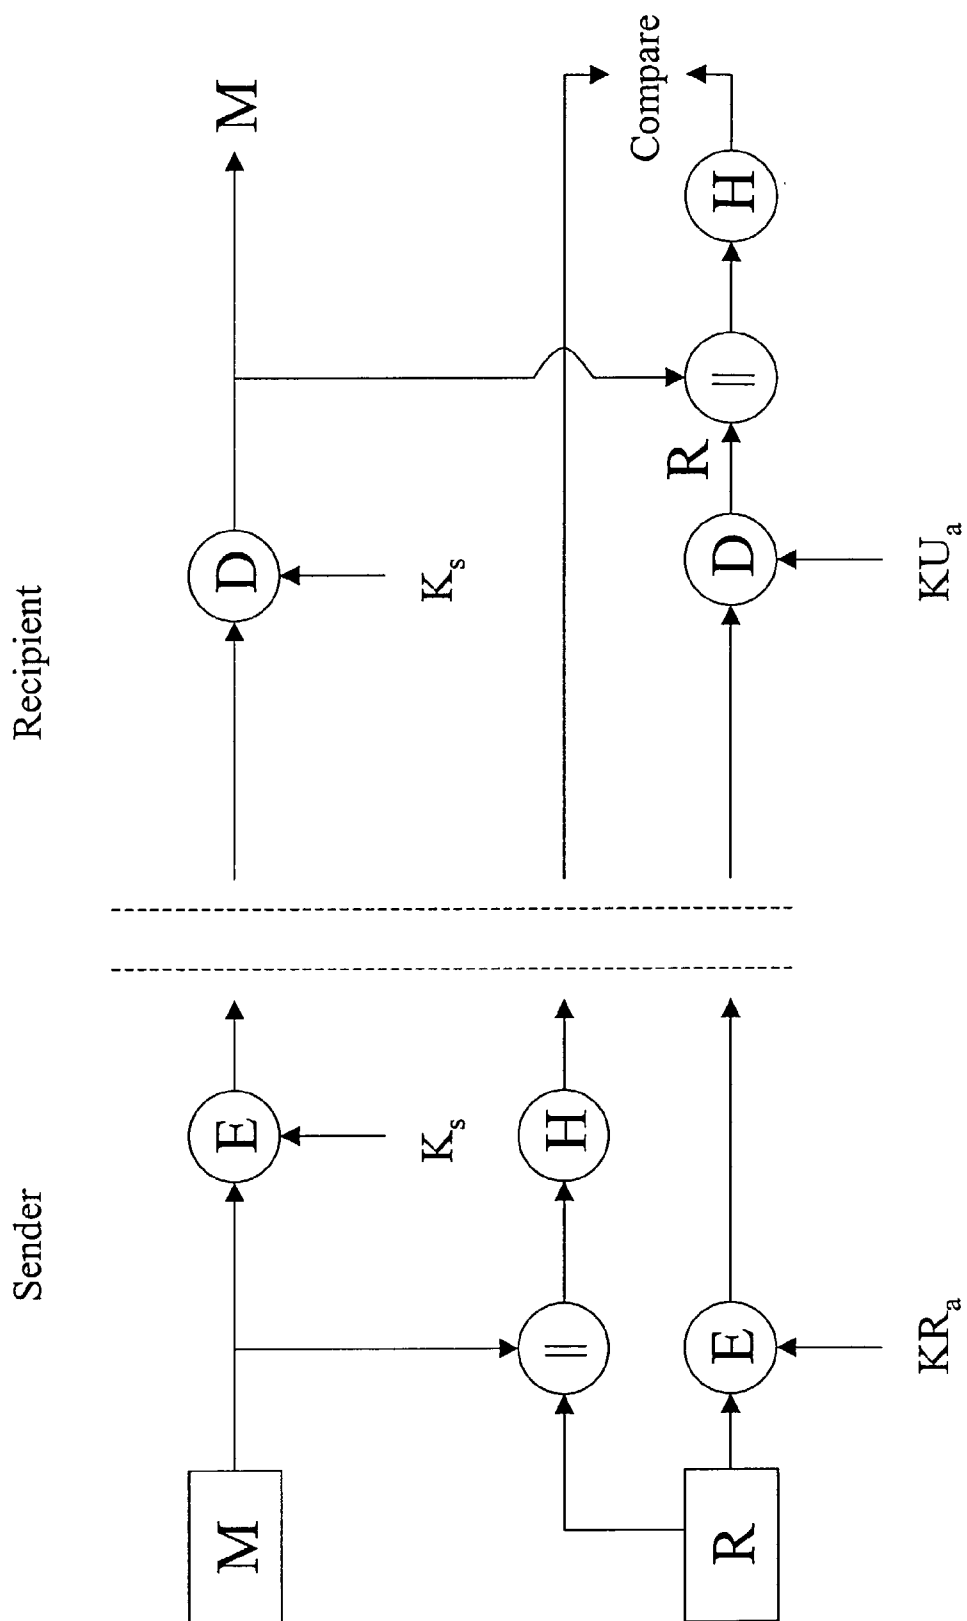 Sender
Recipient
M
E
D
M
K_s
K_s
||
H
Compare
R
E
D
R
||
H
KR_a
KU_a